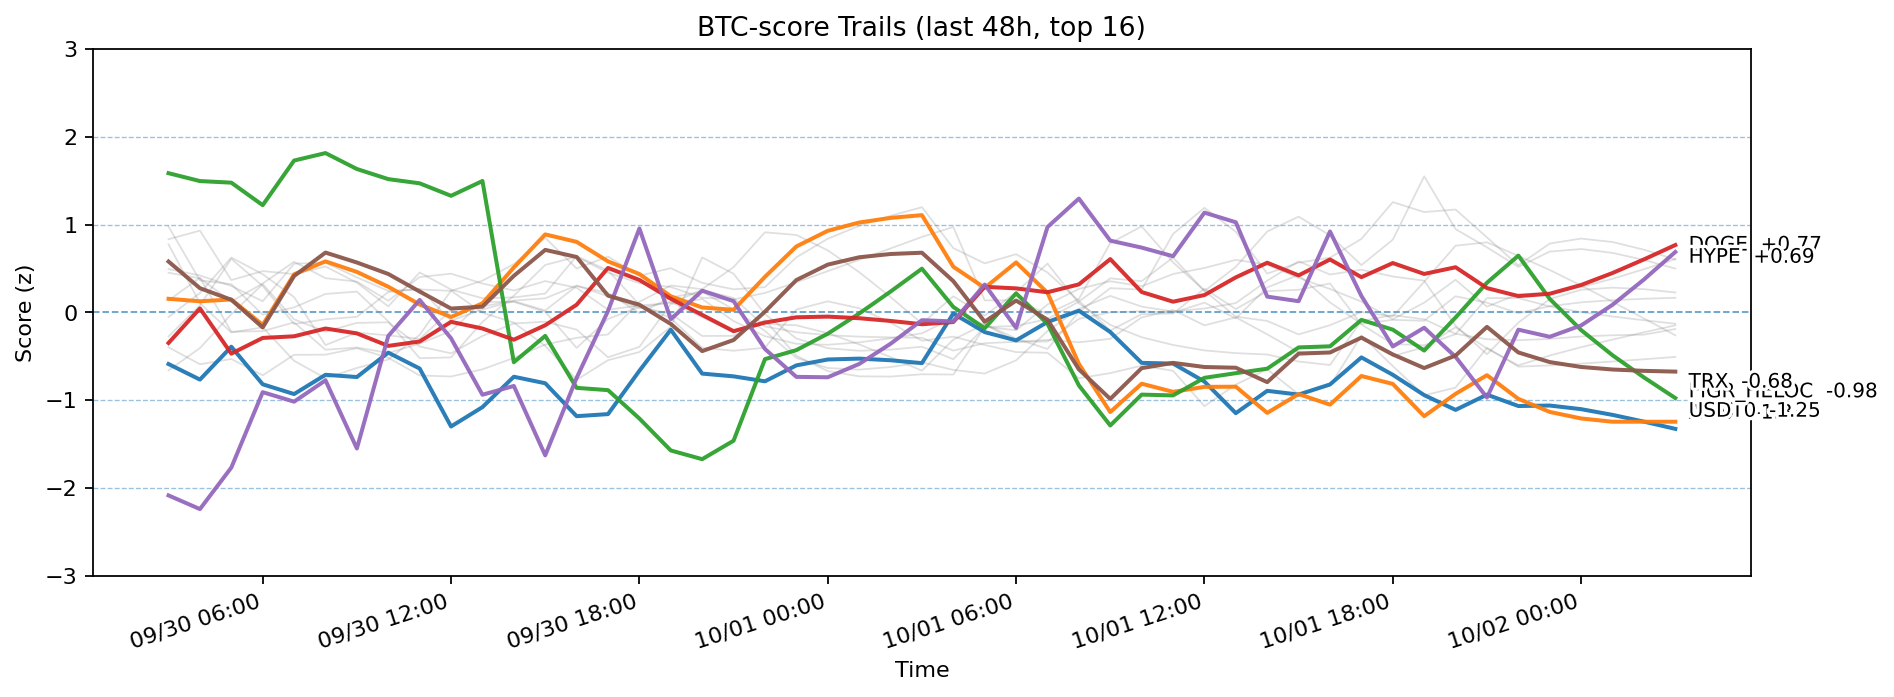 BTC-score Trails (last 48h, top 16)
Score (z)
3
2
1
0
−1
−2
−3
DOGE +0.77
HYPE +0.69
TRX -0.68
FIGR_HELOC -0.98
USDT0 -1.25
09/30 06:00
09/30 12:00
09/30 18:00
10/01 00:00
10/01 06:00
10/01 12:00
10/01 18:00
10/02 00:00
Time